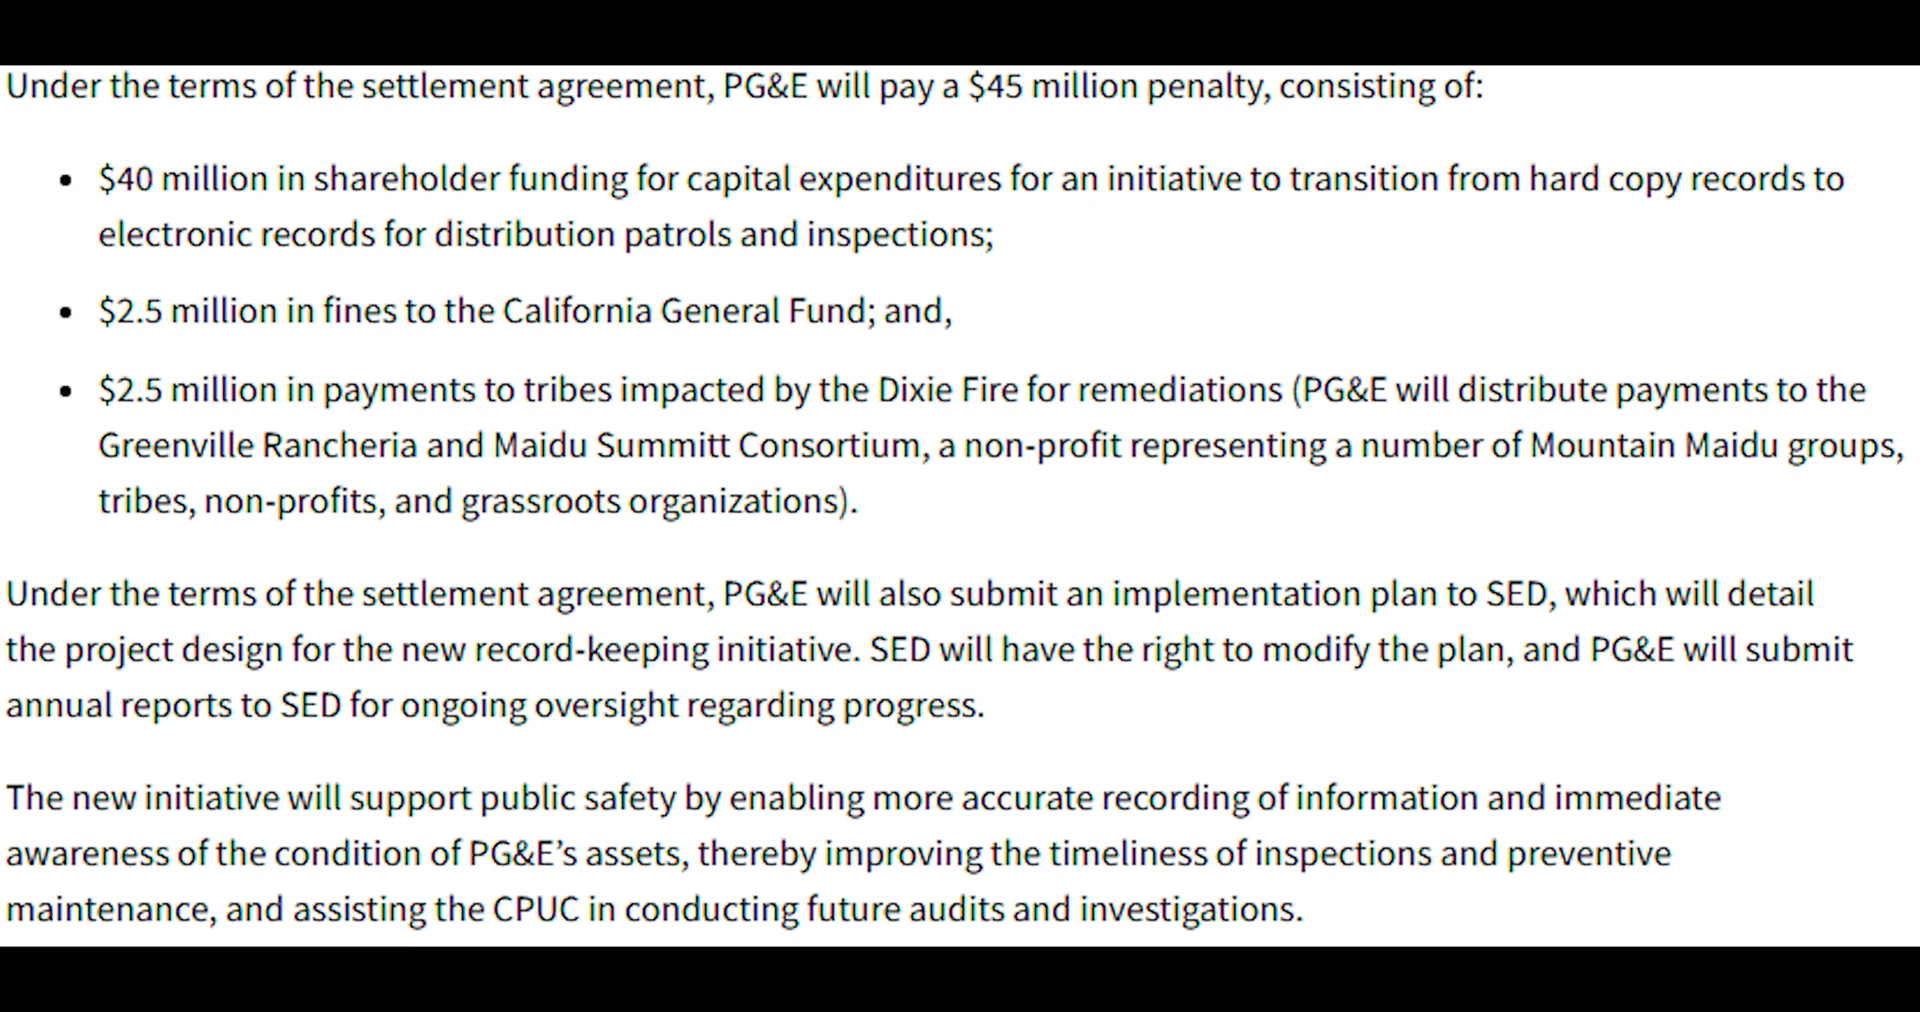 Under the terms of the settlement agreement, PG&E will pay a $45 million penalty, consisting of:
• $40 million in shareholder funding for capital expenditures for an initiative to transition from hard copy records to
electronic records for distribution patrols and inspections;
• $2.5 million in fines to the California General Fund; and,
• $2.5 million in payments to tribes impacted by the Dixie Fire for remediations (PG&E will distribute payments to the
Greenville Rancheria and Maidu Summitt Consortium, a non-profit representing a number of Mountain Maidu groups,
tribes, non-profits, and grassroots organizations).
Under the terms of the settlement agreement, PG&E will also submit an implementation plan to SED, which will detail
the project design for the new record-keeping initiative. SED will have the right to modify the plan, and PG&E will submit
annual reports to SED for ongoing oversight regarding progress.
The new initiative will support public safety by enabling more accurate recording of information and immediate
awareness of the condition of PG&E’s assets, thereby improving the timeliness of inspections and preventive
maintenance, and assisting the CPUC in conducting future audits and investigations.